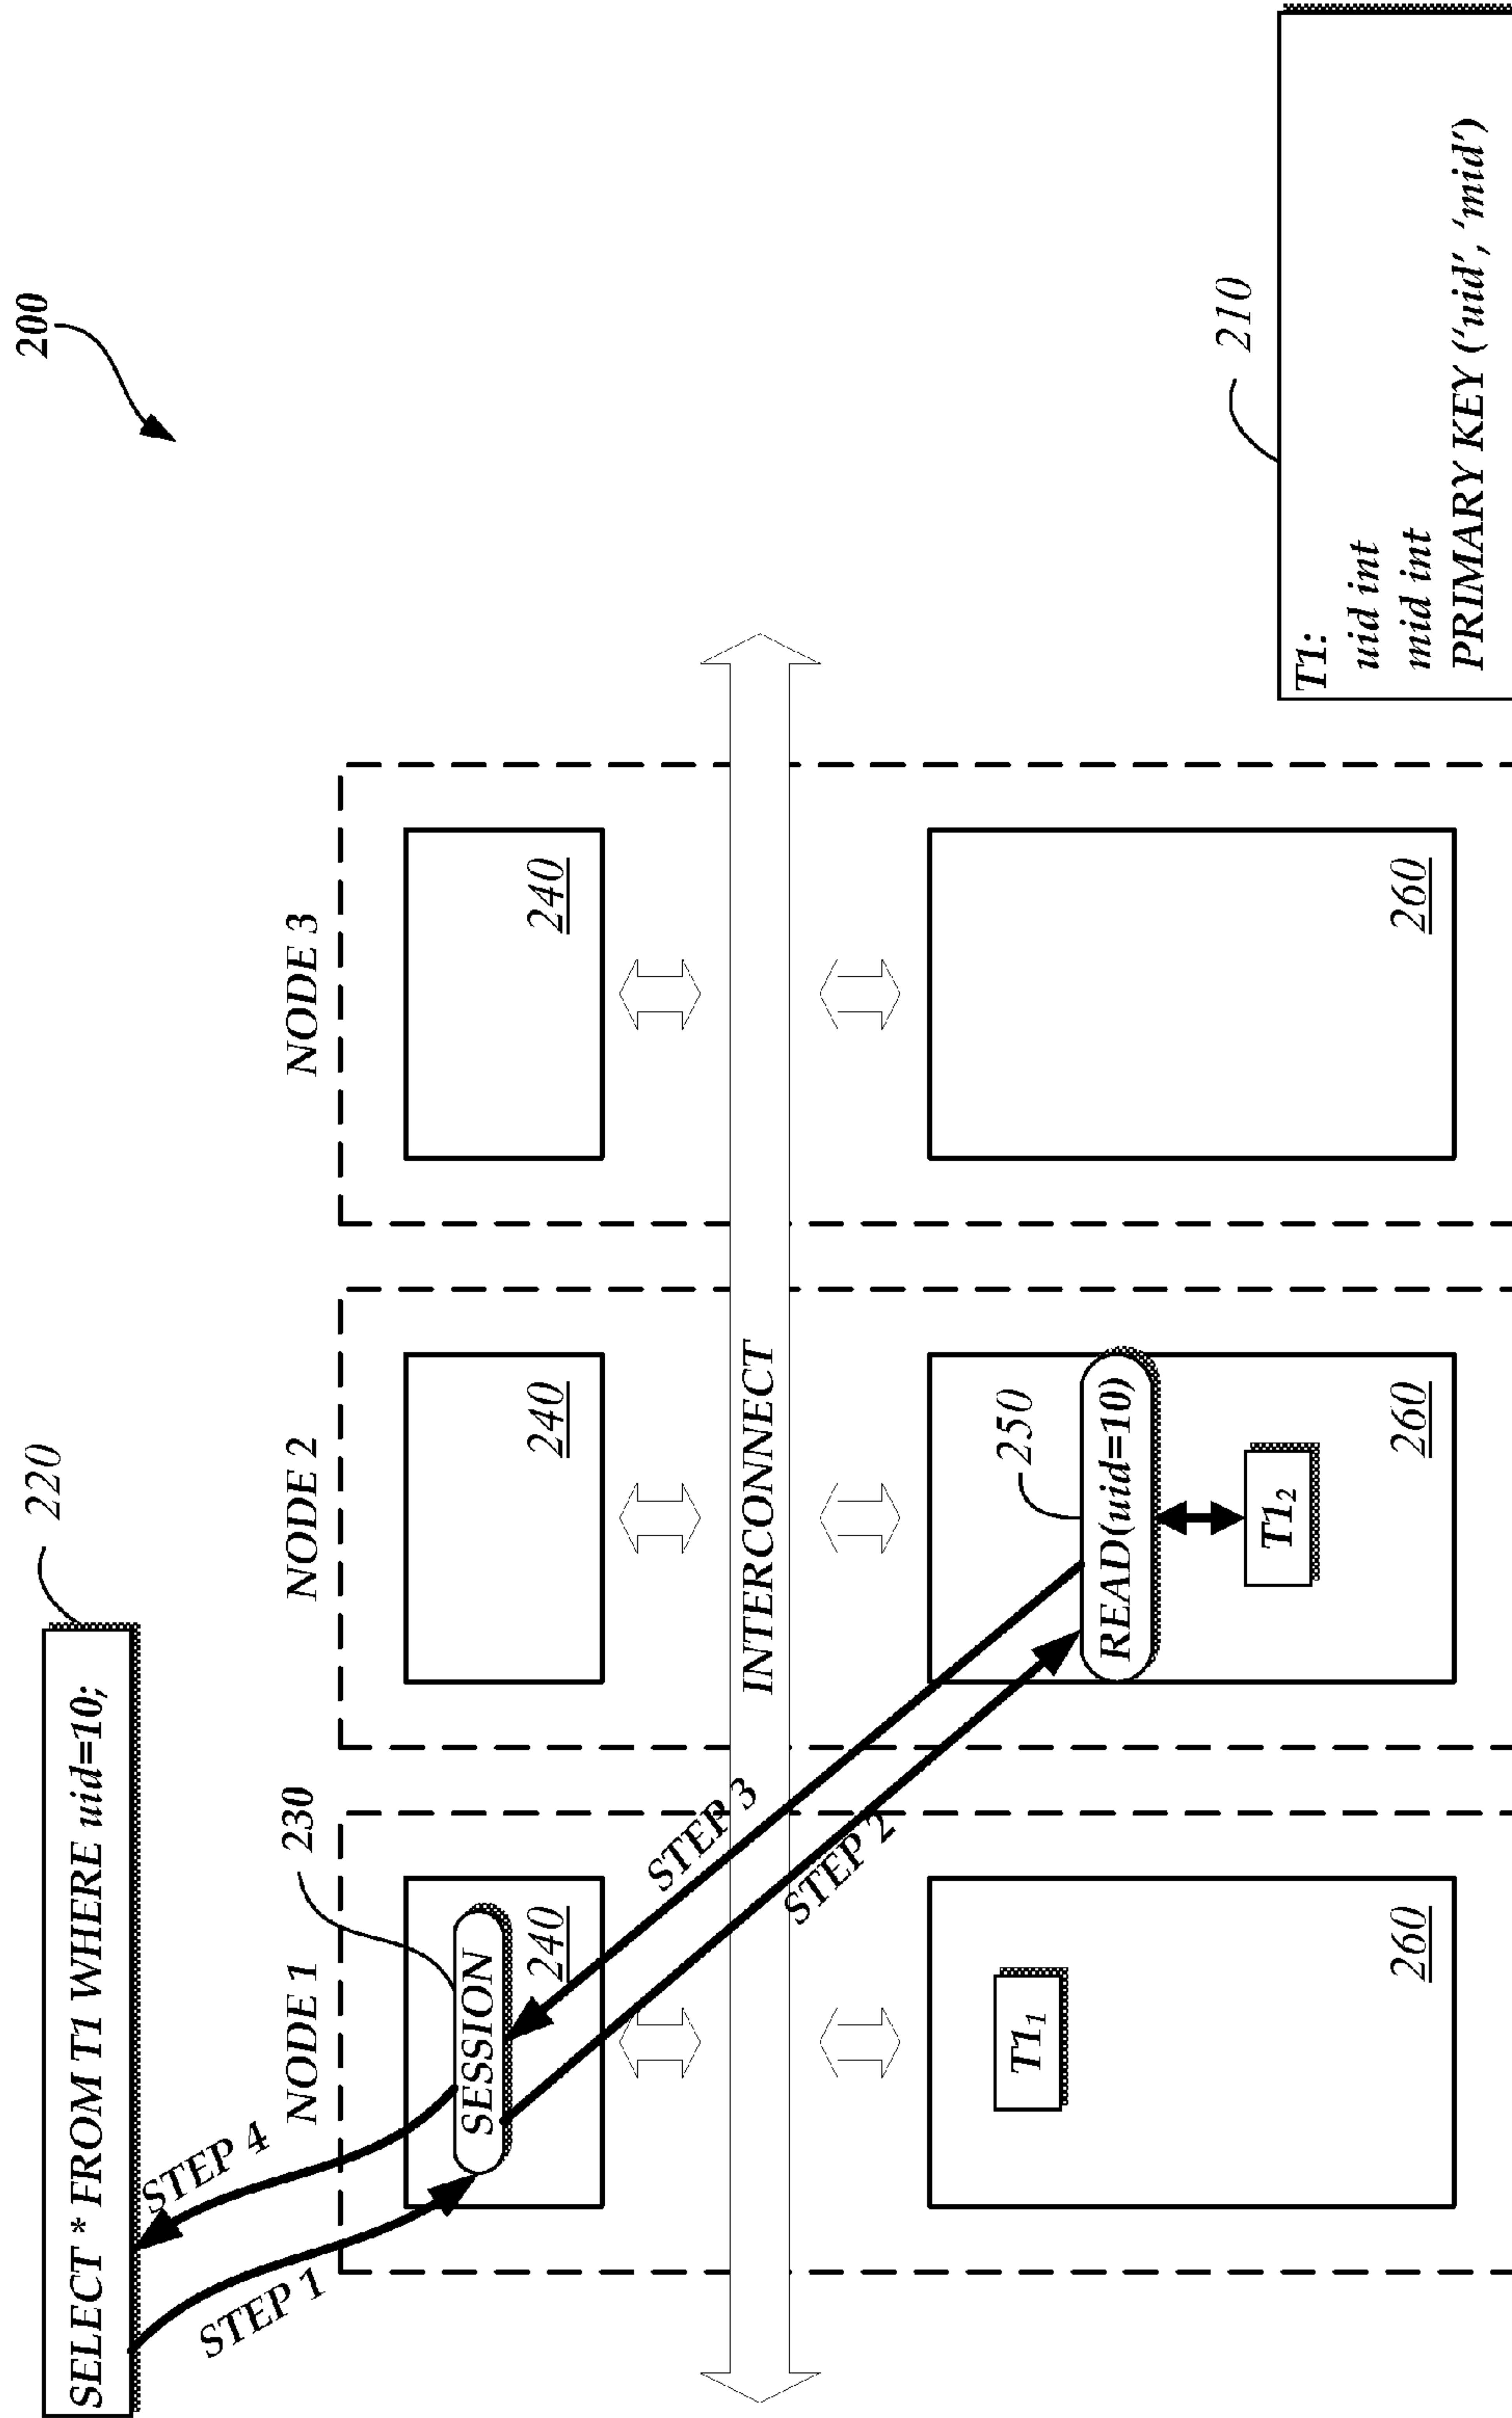 200
220
SELECT * FROM T1 WHERE uid=10;
STEP 1
STEP 4
NODE 1
230
NODE 2
NODE 3
SESSION
240
240
240
STEP 3
INTERCONNECT
STEP 2
T1₁
260
250
READ(uid=10)
T1₂
260
260
210
T1:
uid int
mid int
PRIMARY KEY ('uid', 'mid')